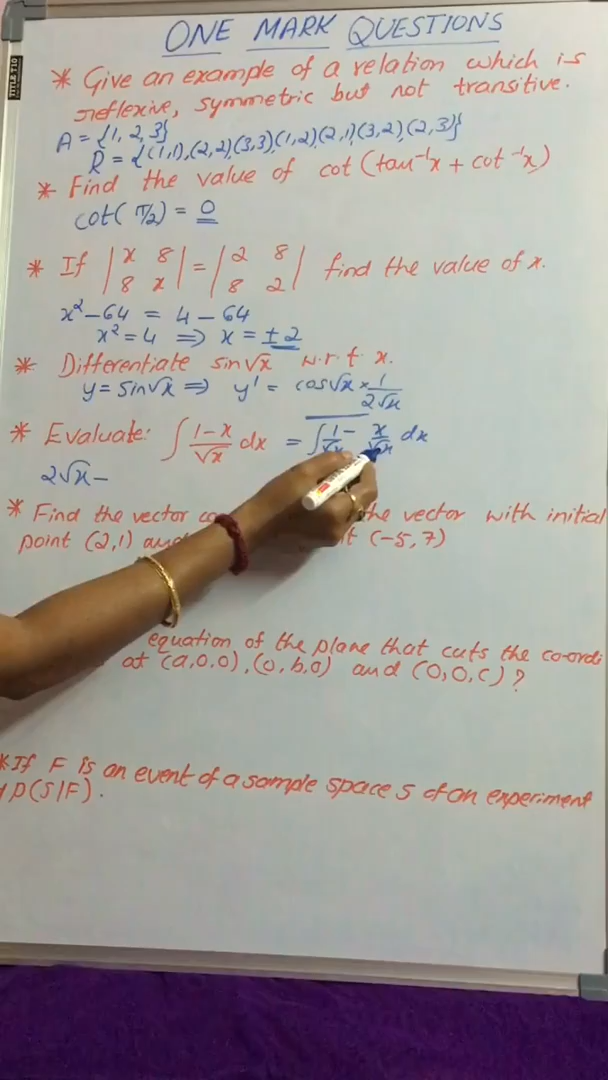 ONE MARK QUESTIONS
* Give an example of a relation which is
reflexive, symmetric but not transitive.
A = {1, 2, 3}
R = {(1,1),(2,2)(3,3)(1,2)(2,1)(3,2)(2,3)}
* Find the value of cot(tan⁻¹x + cot⁻¹x)
cot(π/2) = 0
* If |x 8; 8 x| = |2 8; 8 2| find the value of x.
x²-64 = 4-64
x² = 4 ⟹ x = ±2
* Differentiate sin√x w.r.t. x.
y = sin√x ⟹ y' = cos√x × 1/2√x
* Evaluate: ∫ 1-x/√x dx = ∫ 1/√x - x/√x dx
2√x -
* Find the vector the vector with initial
point (2,1) and (-5,7)
equation of the plane that cuts the co-ordi
at (a,0,0), (0,b,0) and (0,0,c)?
* If F is an event of a sample space S of an experiment
P(S/F).
TITLE T10